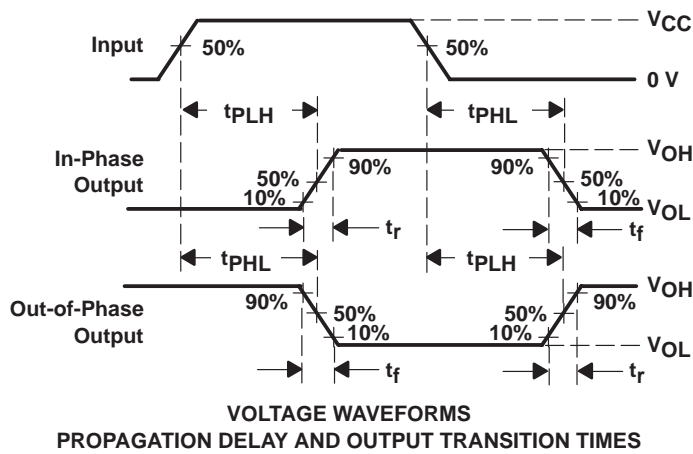 VCC
Input
50%
50%
0 V
tPLH
tPHL
In-Phase
Output
VOH
90%
90%
50%
50%
10%
10%
VOL
tr
tf
tPHL
tPLH
Out-of-Phase
Output
VOH
90%
90%
50%
50%
10%
10%
VOL
tf
tr
VOLTAGE WAVEFORMS
PROPAGATION DELAY AND OUTPUT TRANSITION TIMES